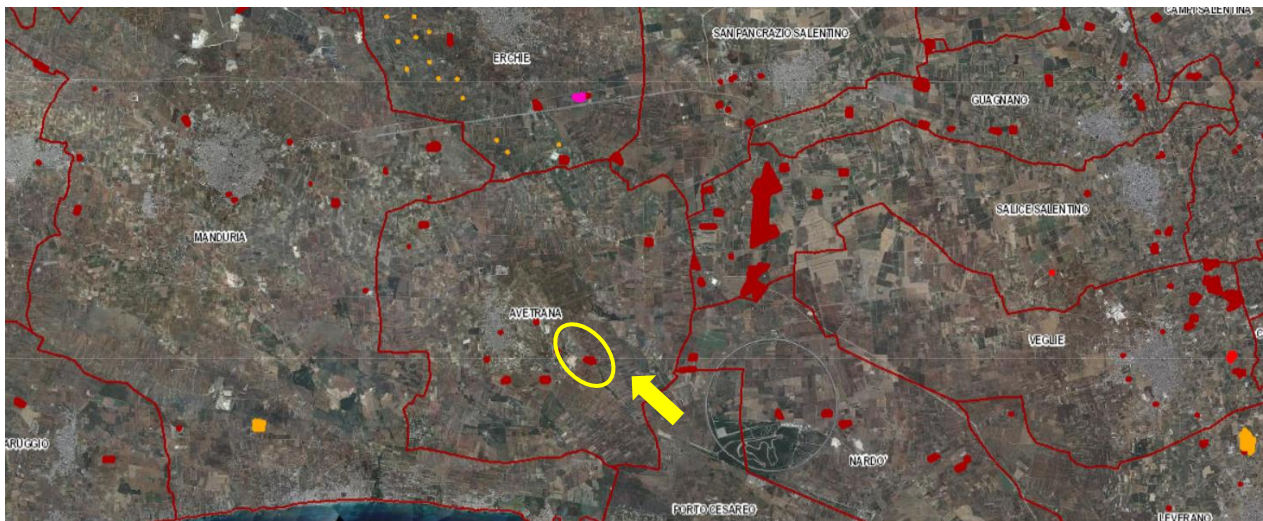 CAMPI SALENTINA
SAN PANCRAZIO SALENTINO
ERCHIE
GUAGNANO
SALICE SALENTINO
MANDURIA
AVETRANA
VEGLIE
ARUGGIO
NARDO'
PORTO CESAREO
LEVERANO